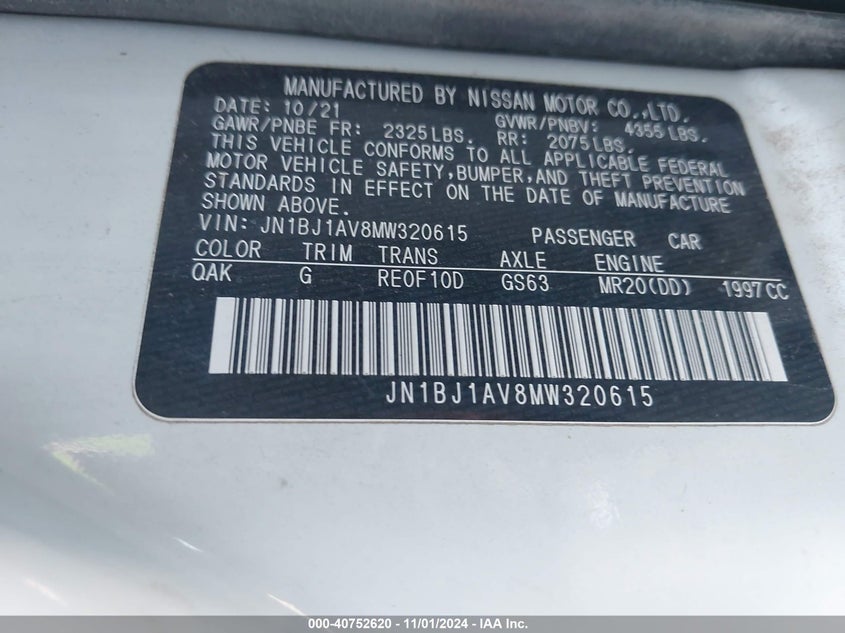 MANUFACTURED BY NISSAN MOTOR CO.,LTD.
DATE: 10/21 GVWR/PNBV: 4355 LBS.
GAWR/PNBE FR: 2325 LBS. RR: 2075 LBS.
THIS VEHICLE CONFORMS TO ALL APPLICABLE FEDERAL
MOTOR VEHICLE SAFETY, BUMPER, AND THEFT PREVENTION
STANDARDS IN EFFECT ON THE DATE OF MANUFACTURE
SHOWN ABOVE.
VIN: JN1BJ1AV8MW320615 PASSENGER CAR
COLOR TRIM TRANS AXLE ENGINE
QAK G RE0F10D GS63 MR20(DD) 1997CC
JN1BJ1AV8MW320615
000-40752620 - 11/01/2024 - IAA Inc.